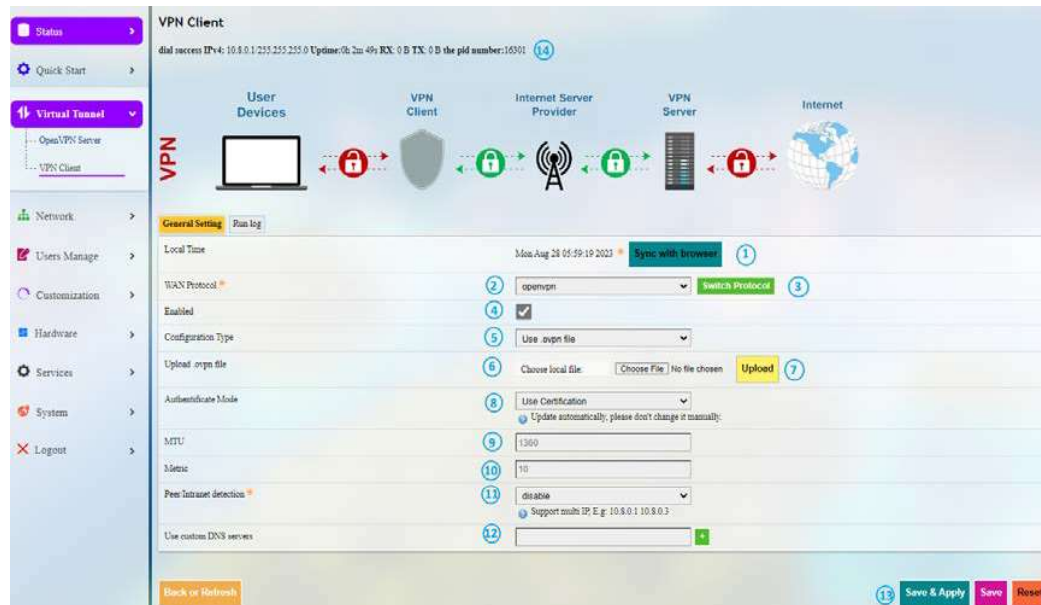 VPN Client
dial success IPv4: 10.8.0.1/255.255.255.0 Uptime:0h 2m 49s RX: 0 B TX: 0 B the pid number:16301 14
Status
Quick Start
Virtual Tunnel
OpenVPN Server
VPN Client
Network
Users Manage
Customization
Hardware
Services
System
Logout
VPN
User
Devices
VPN
Client
Internet Server
Provider
VPN
Server
Internet
General Setting Run log
Local Time Mon Aug 28 05:59:19 2023 * Sync with browser 1
WAN Protocol * 2 openvpn Switch Protocol 3
Enabled 4
Configuration Type 5 Use .ovpn file
Upload .ovpn file 6 Choose local file: Choose File No file chosen Upload 7
Authentificate Mode 8 Use Certification
Update automatically, please don't change it manually.
MTU 9 1360
Metric 10 10
Peer Intranet detection * 11 disable
Support multi IP, E.g: 10.8.0.1 10.8.0.3
Use custom DNS servers 12 +
Back or Refresh 13 Save & Apply Save Reset